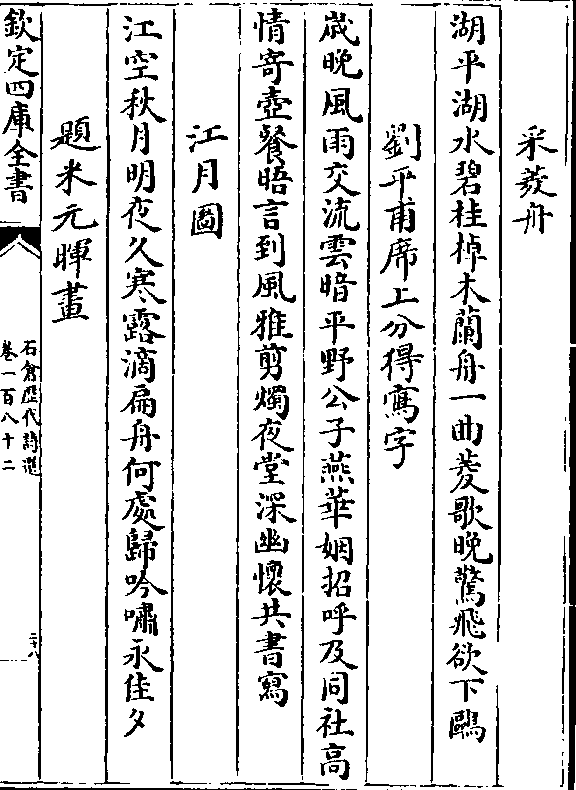 采菱舟
湖平湖水碧桂棹木蘭舟一曲菱歌晚驚飛欲下鷗
劉平甫席上分得寫字
歳晚風雨交流雲暗平野公子燕華姻招呼及同社高
情寄壺餐晤言到風雅剪燭夜堂深幽懷共書寫
江月圖
江空秋月明夜久寒露滴扁舟何處歸吟嘯永佳夕
題米元暉畫
欽定四庫全書
石倉歴代詩選
卷一百八十二
二十八